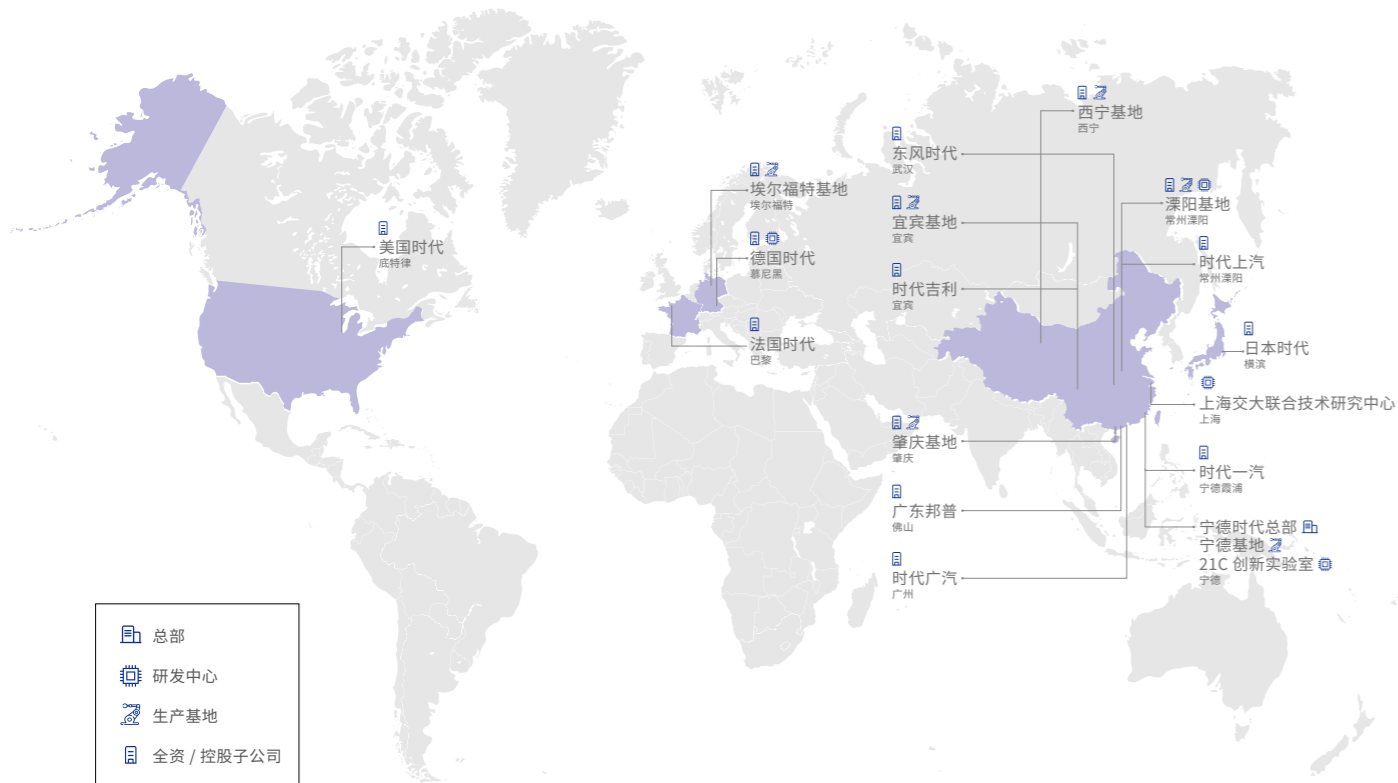 西宁基地
西宁
东风时代
武汉
埃尔福特基地
埃尔福特
溧阳基地
常州溧阳
宜宾基地
宜宾
美国时代
底特律
德国时代
慕尼黑
时代上汽
常州溧阳
时代吉利
宜宾
法国时代
巴黎
日本时代
横滨
上海交大联合技术研究中心
上海
肇庆基地
肇庆
时代一汽
宁德霞浦
广东邦普
佛山
宁德时代总部
宁德基地
21C 创新实验室
宁德
时代广汽
广州
总部
研发中心
生产基地
全资 / 控股子公司